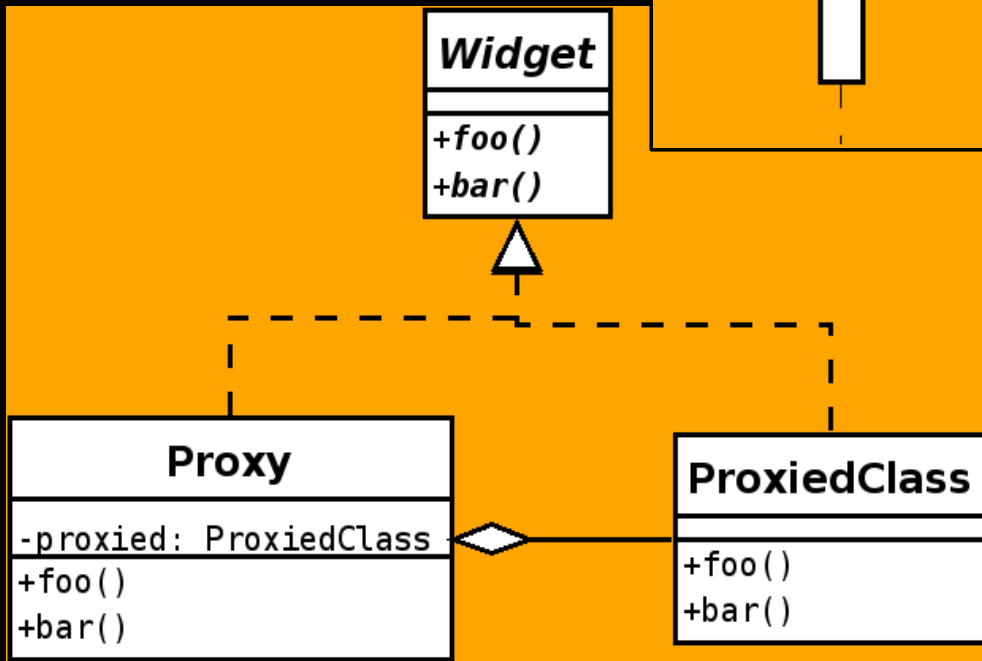 Widget
+foo()
+bar()
Proxy
-proxied: ProxiedClass
+foo()
+bar()
ProxiedClass
+foo()
+bar()